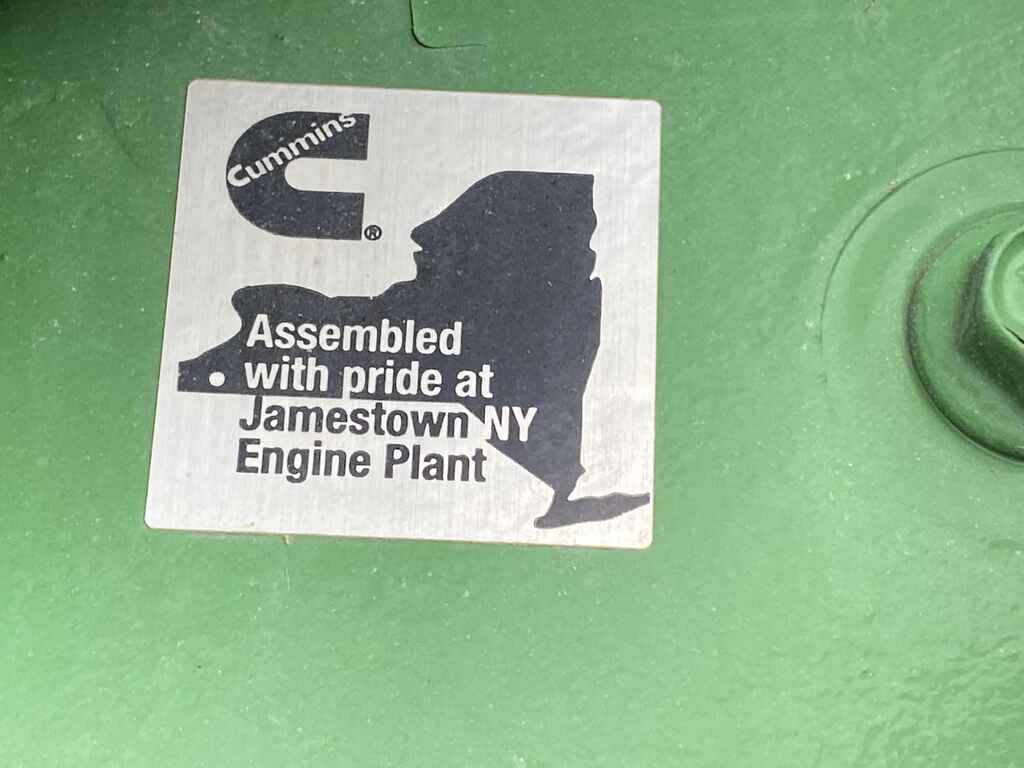 Cummins
®
Assembled
with pride at
Jamestown NY
Engine Plant